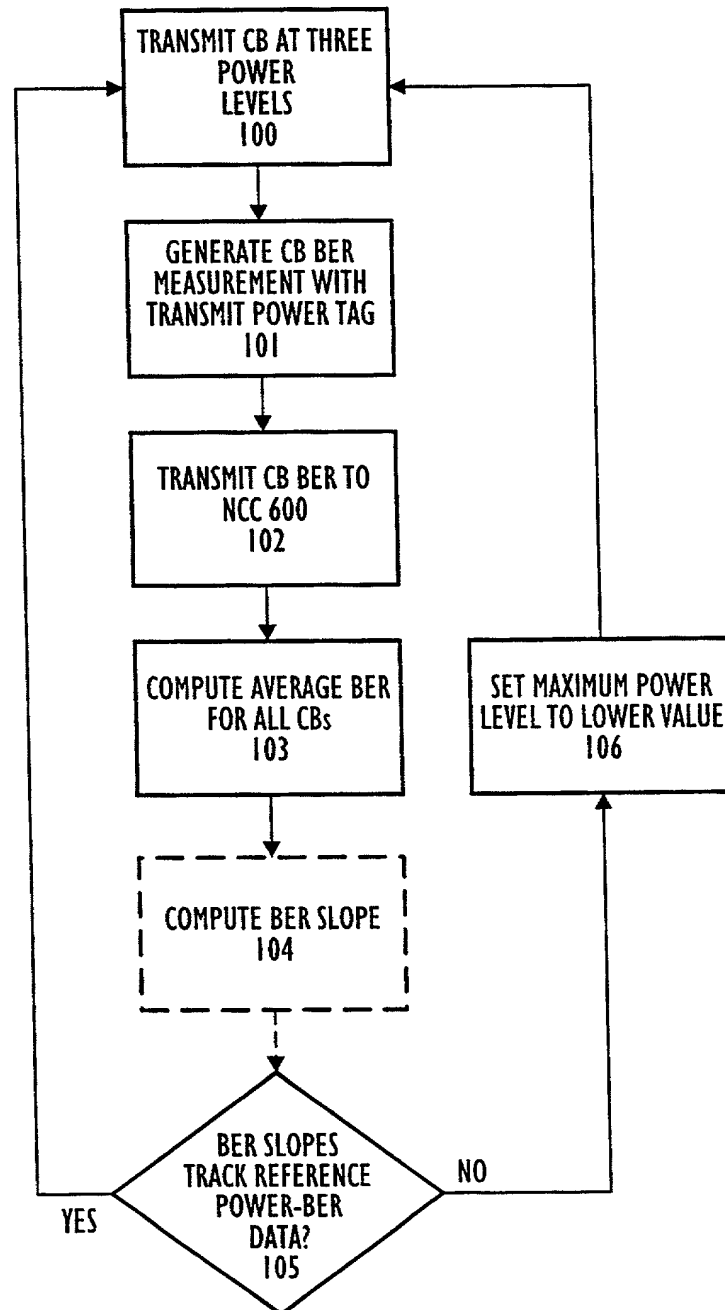 TRANSMIT CB AT THREE
POWER
LEVELS
100
GENERATE CB BER
MEASUREMENT WITH
TRANSMIT POWER TAG
101
TRANSMIT CB BER TO
NCC 600
102
COMPUTE AVERAGE BER
FOR ALL CBs
103
SET MAXIMUM POWER
LEVEL TO LOWER VALUE
106
COMPUTE BER SLOPE
104
BER SLOPES
TRACK REFERENCE
POWER-BER
DATA?
105
YES
NO